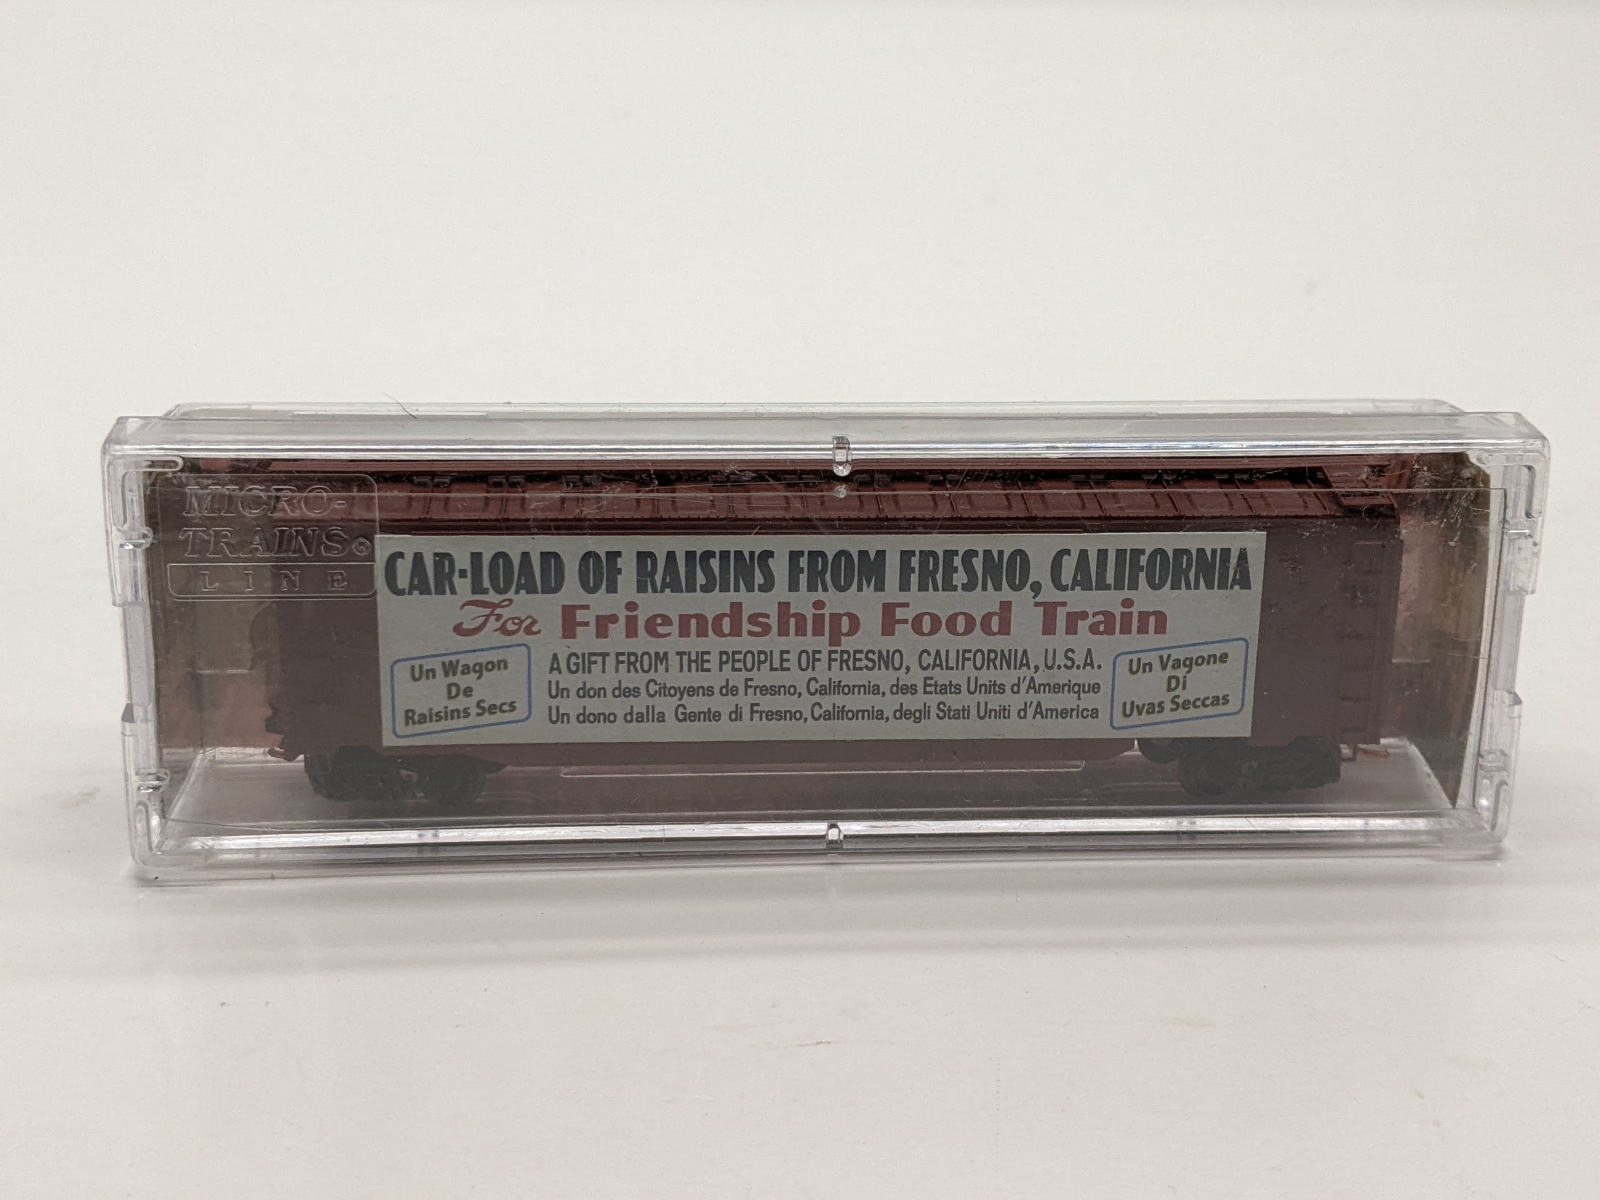 MICRO-
TRAINS®
LINE
CAR-LOAD OF RAISINS FROM FRESNO, CALIFORNIA
For Friendship Food Train
Un Wagon
De
Raisins Secs
A GIFT FROM THE PEOPLE OF FRESNO, CALIFORNIA, U.S.A.
Un don des Citoyens de Fresno, California, des Etats Units d'Amerique
Un dono dalla Gente di Fresno, California, degli Stati Uniti d'America
Un Vagone
Di
Uvas Seccas